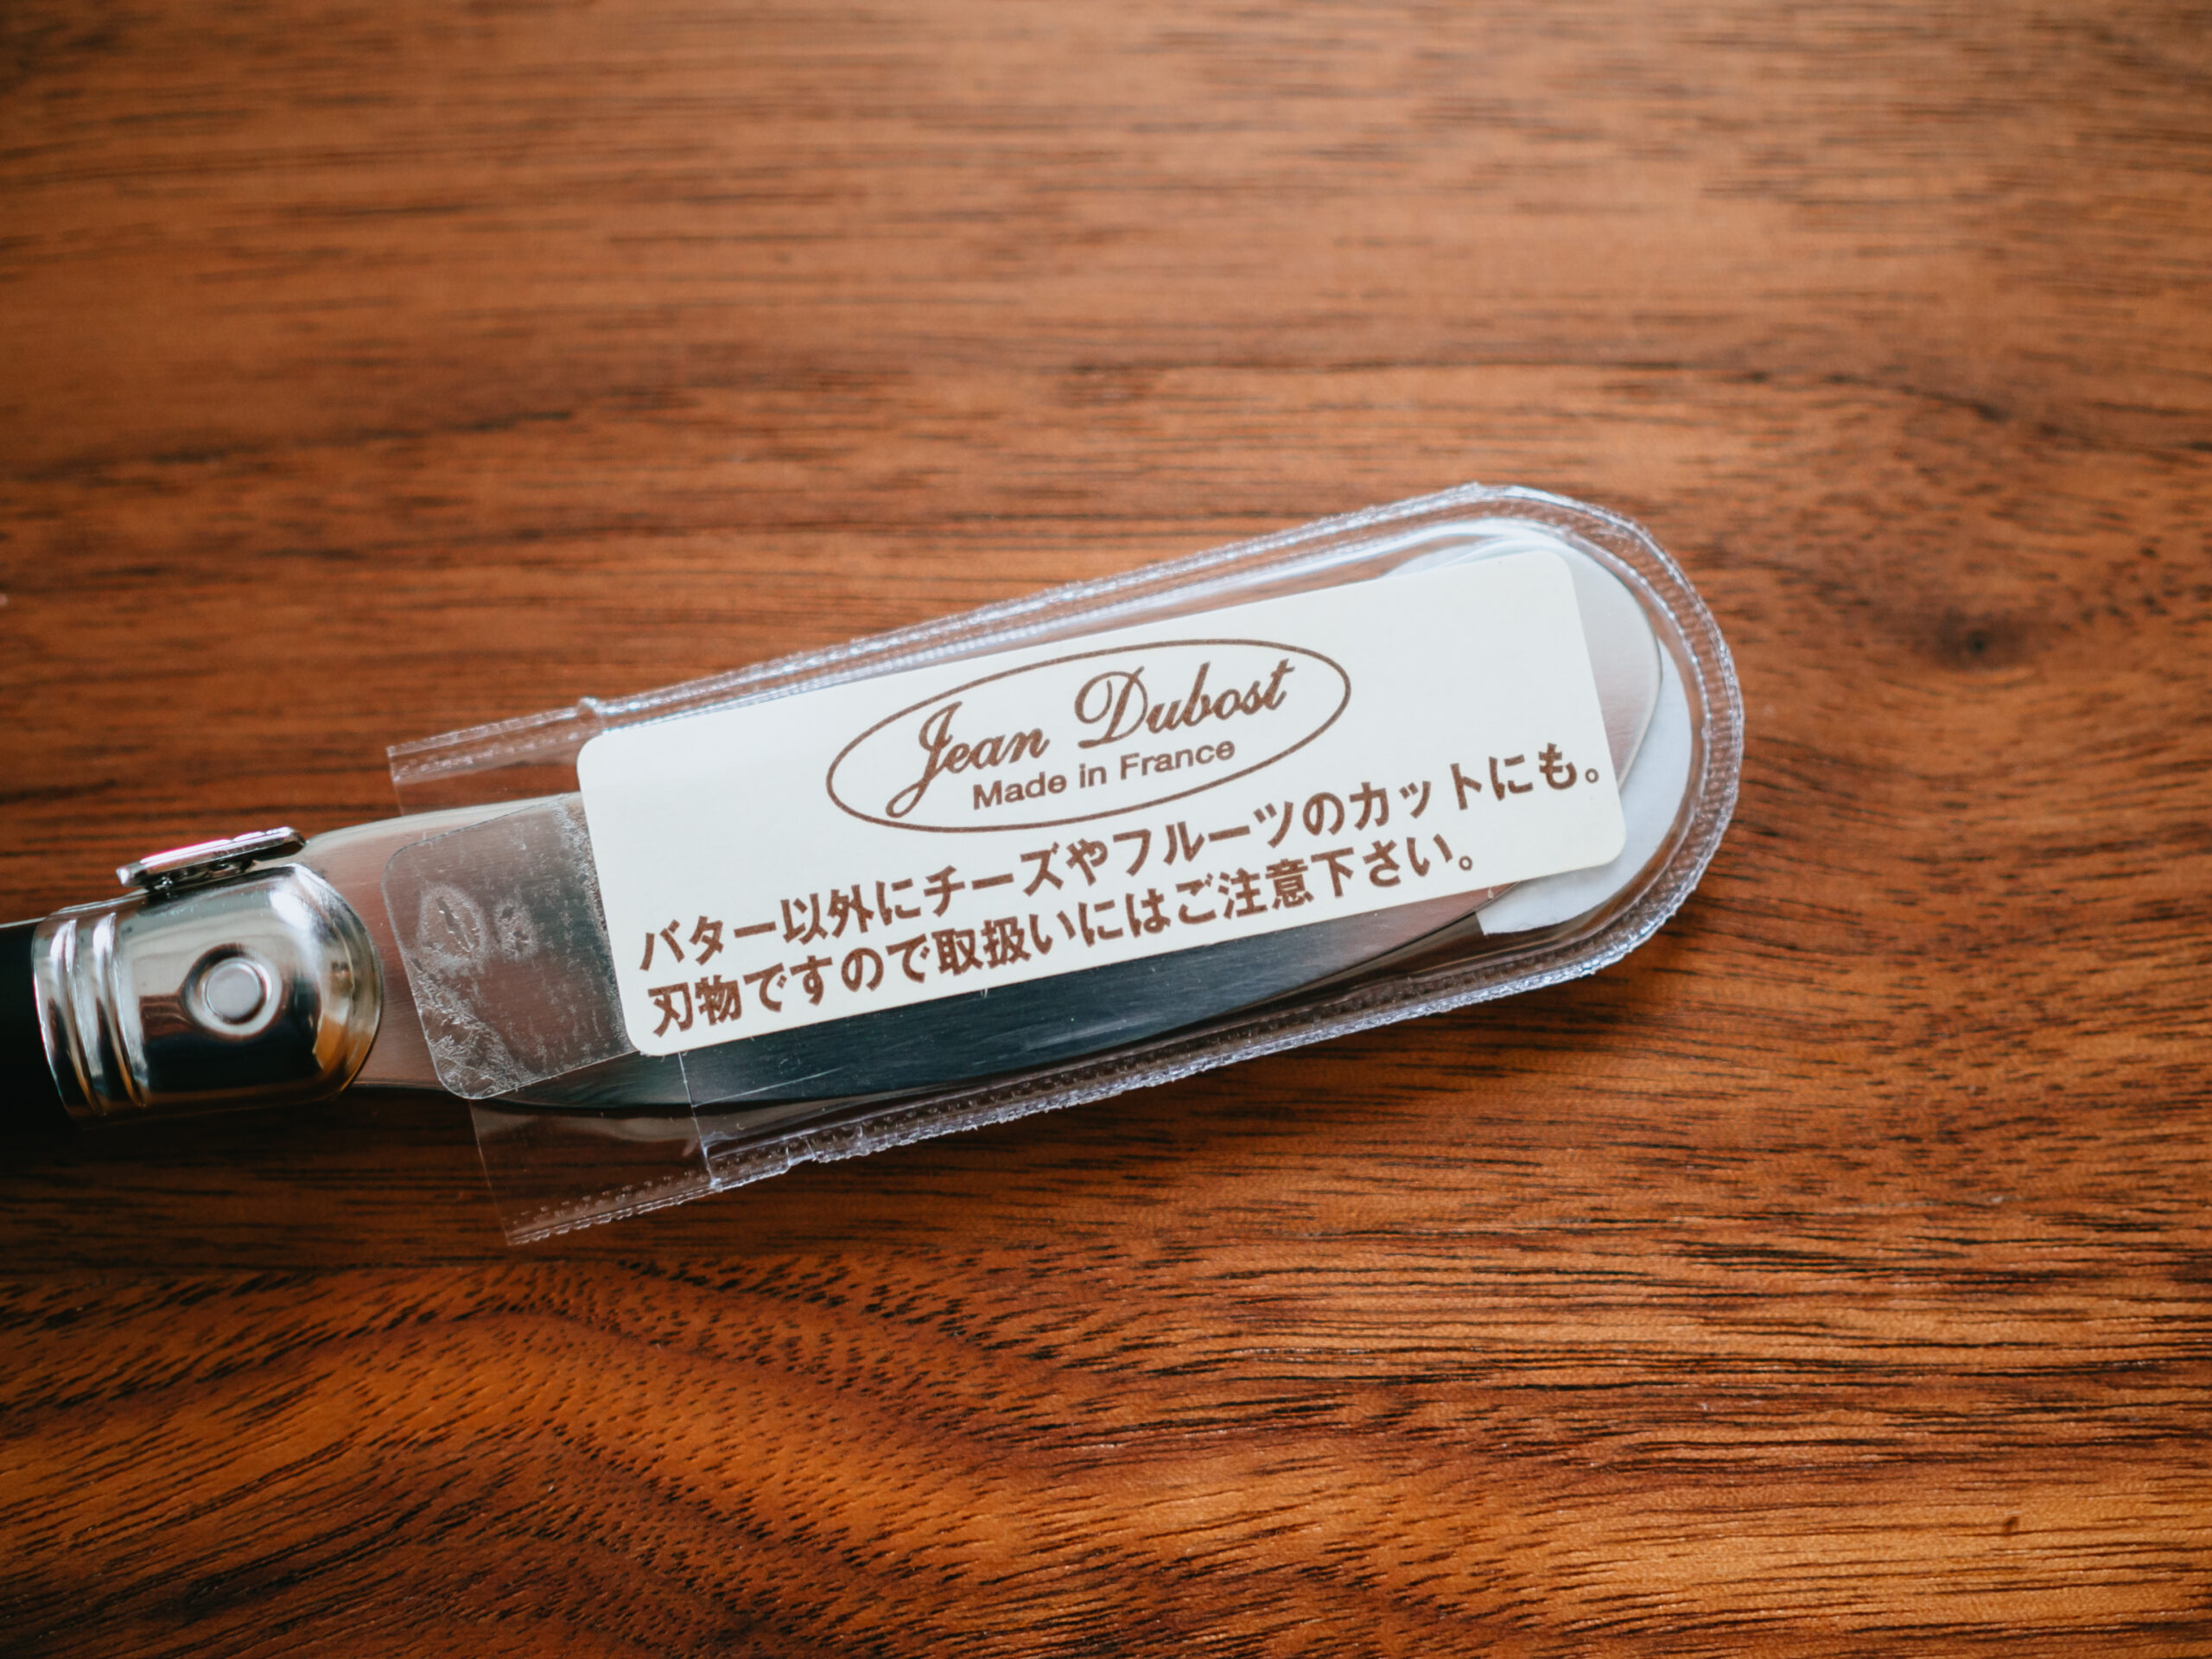 Jean Dubost
Made in France
バター以外にチーズやフルーツのカットにも。
刃物ですので取扱いにはご注意下さい。